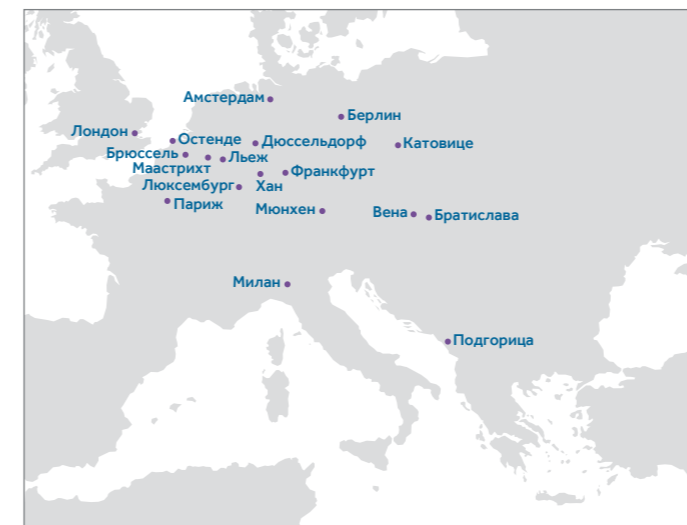 Амстердам
Берлин
Лондон
Остенде
Дюссельдорф
Катовице
Брюссель
Льеж
Маастрихт
Франкфурт
Люксембург
Хан
Париж
Мюнхен
Вена
Братислава
Милан
Подгорица